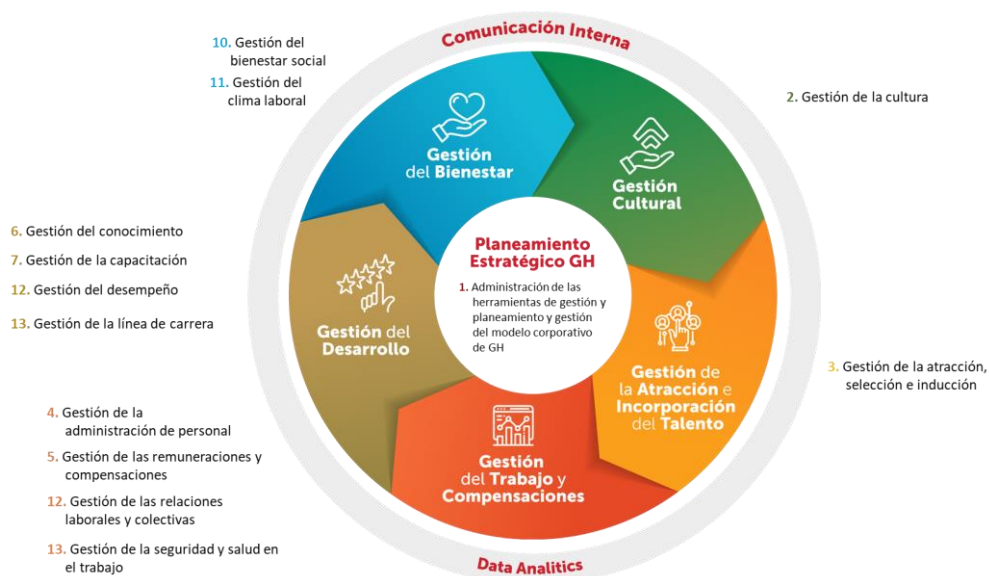 Comunicación Interna
10. Gestión del
bienestar social
11. Gestión del
clima laboral
2. Gestión de la cultura
Gestión
del Bienestar
Gestión
Cultural
6. Gestión del conocimiento
7. Gestión de la capacitación
12. Gestión del desempeño
13. Gestión de la línea de carrera
Gestión del
Desarrollo
Planeamiento
Estratégico GH
1. Administración de las
herramientas de gestión y
planeamiento y gestión
del modelo corporativo
de GH
Gestión de
la Atracción e
Incorporación
del Talento
3. Gestión de la atracción,
selección e inducción
4. Gestión de la
administración de personal
5. Gestión de las remuneraciones y
compensaciones
12. Gestión de las relaciones
laborales y colectivas
13. Gestión de la seguridad y salud en
el trabajo
Gestión
del Trabajo y
Compensaciones
Data Analitics